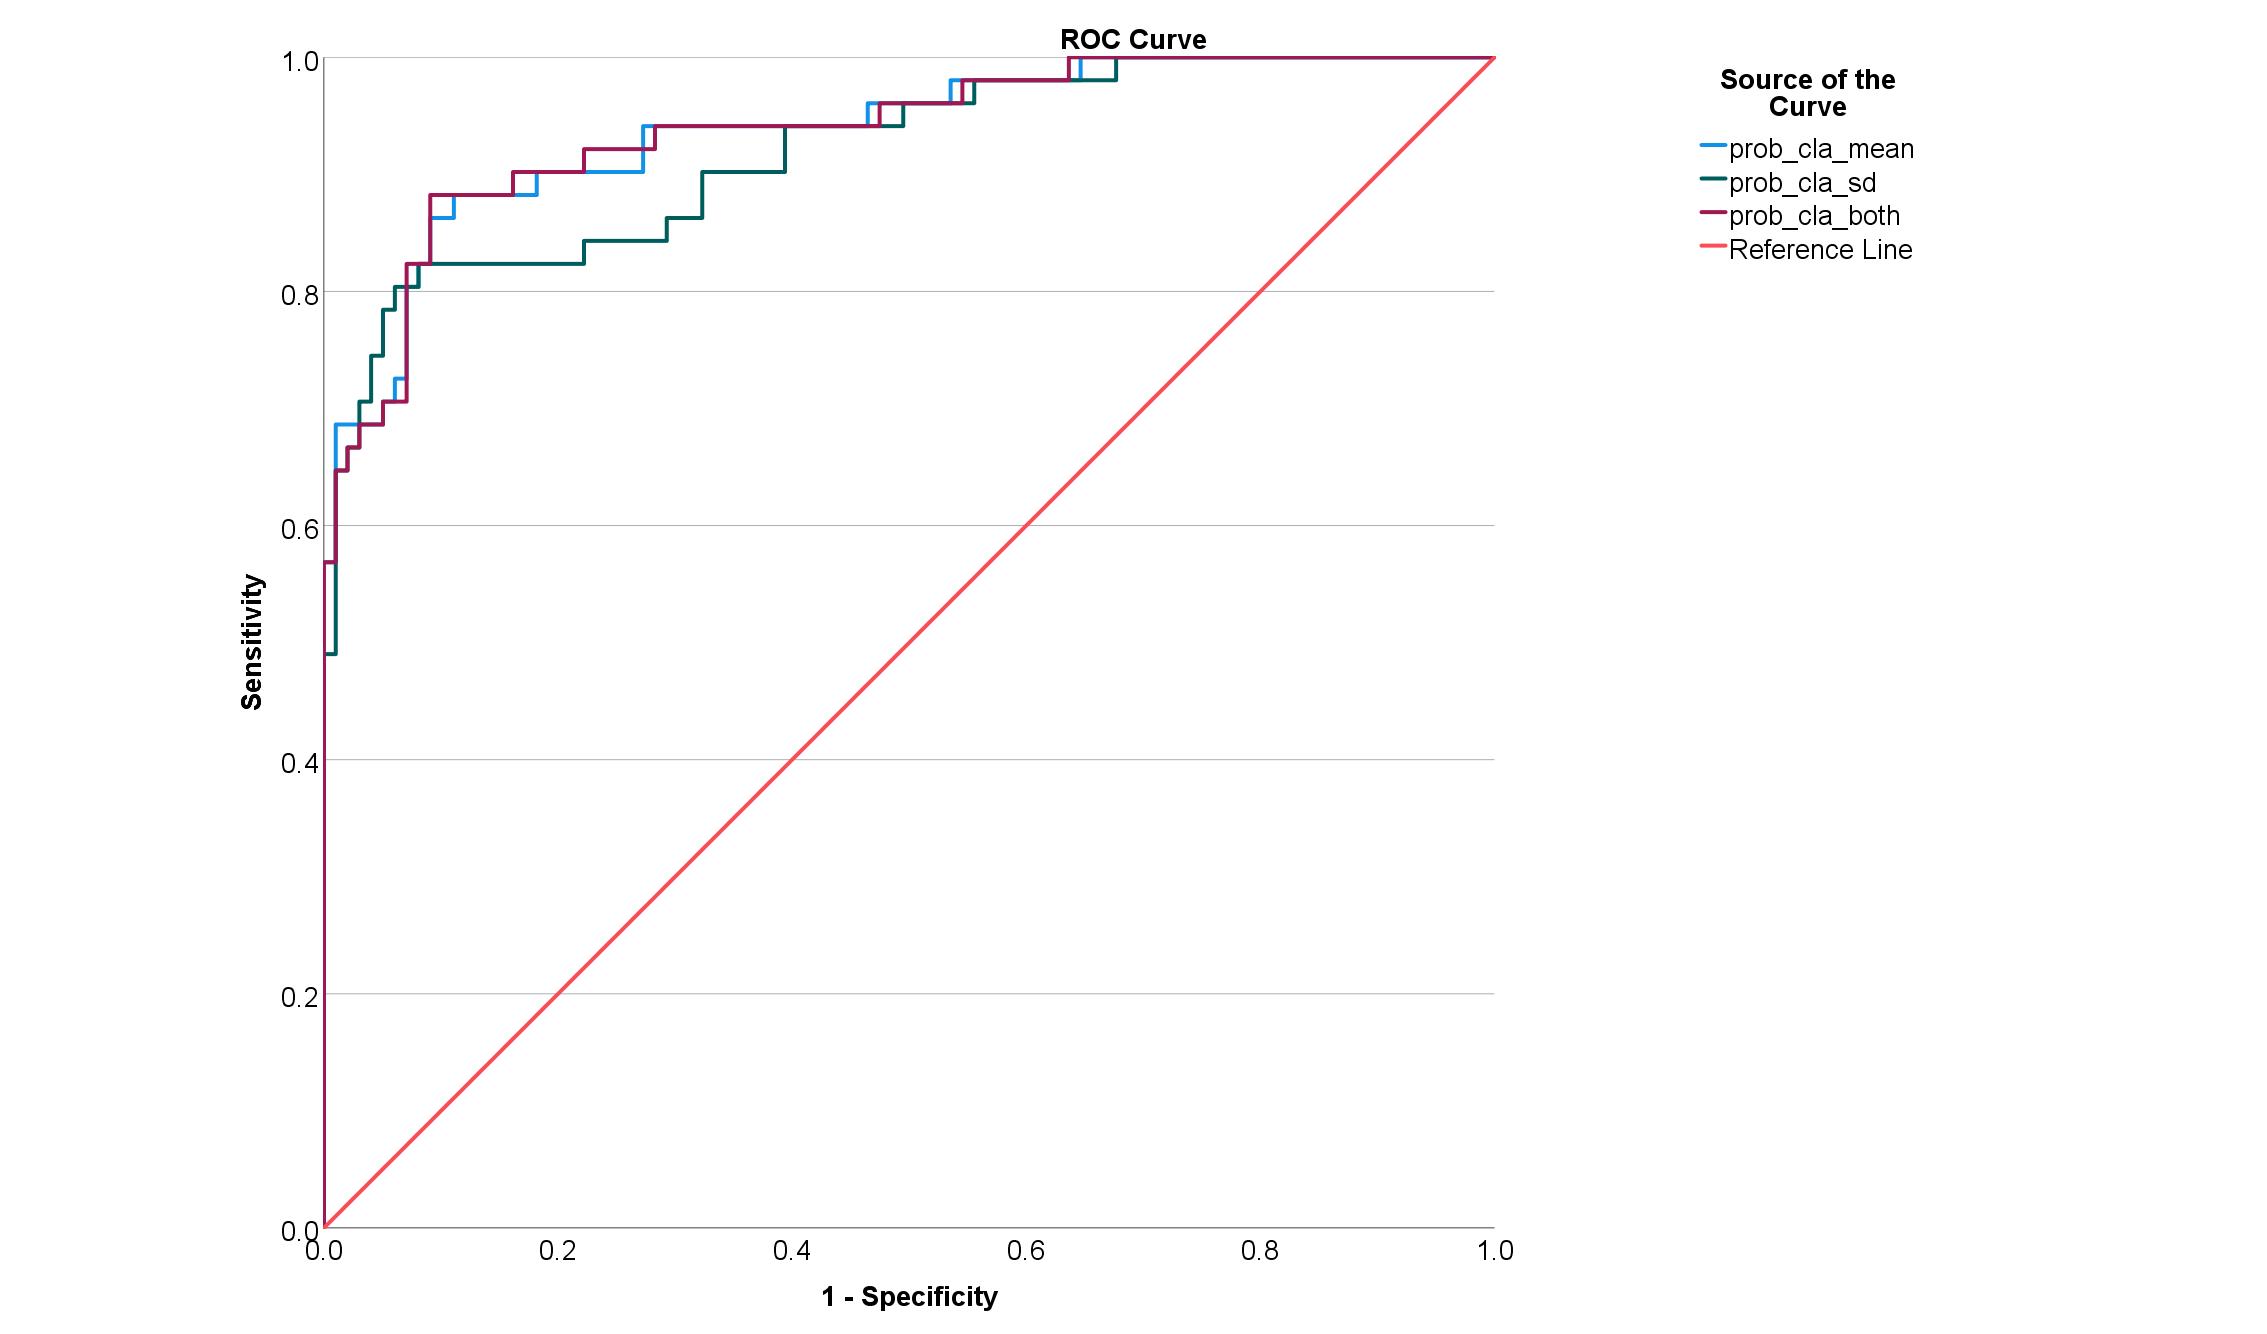 ROC Curve
Source of the
Curve
prob_cla_mean
prob_cla_sd
prob_cla_both
Reference Line
Sensitivity
1.0
0.8
0.6
0.4
0.2
0.0
0.0 0.2 0.4 0.6 0.8 1.0
1 - Specificity